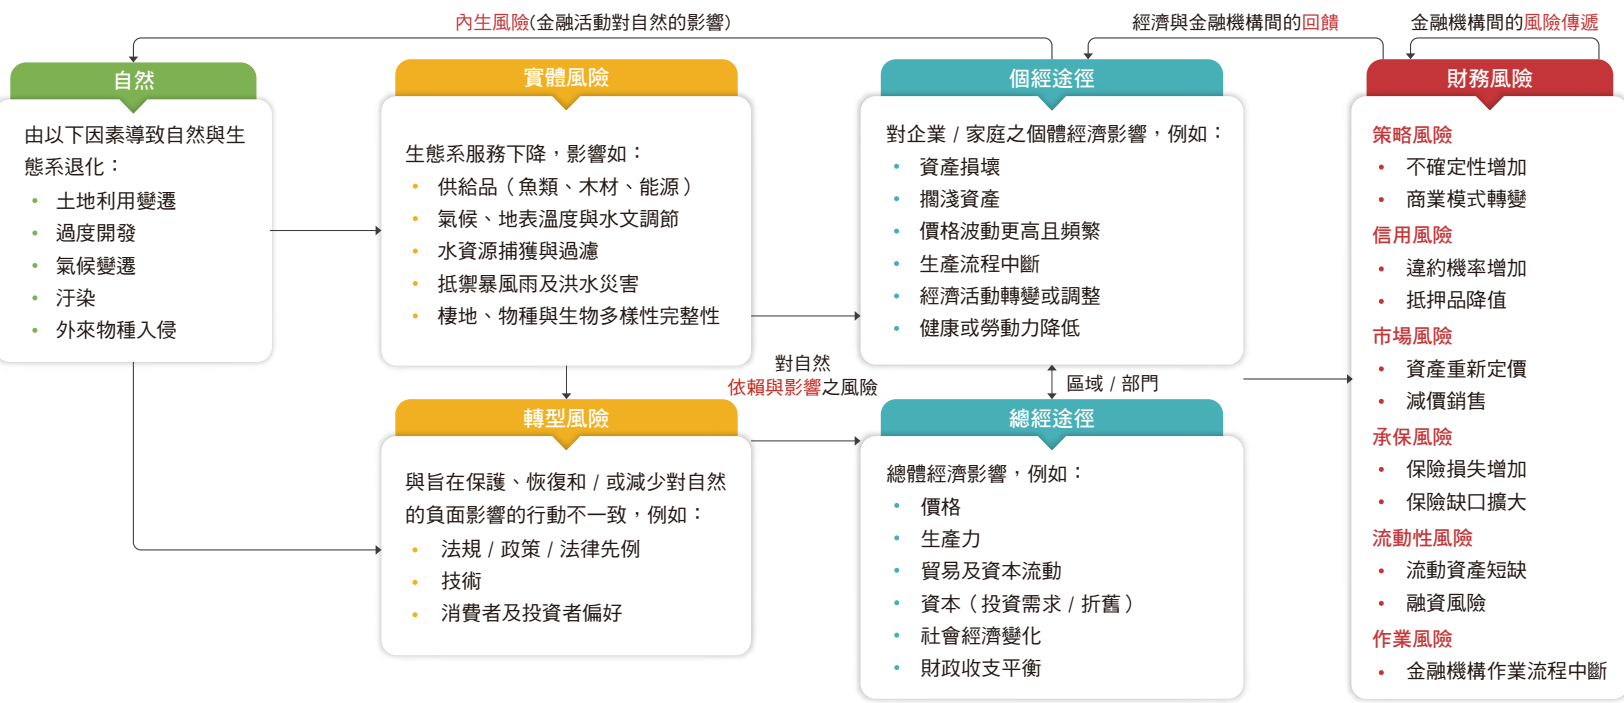 內生風險(金融活動對自然的影響)
經濟與金融機構間的回饋
金融機構間的風險傳遞
自然
由以下因素導致自然與生
態系退化：
• 土地利用變遷
• 過度開發
• 氣候變遷
• 汙染
• 外來物種入侵
實體風險
生態系服務下降，影響如：
• 供給品（魚類、木材、能源）
• 氣候、地表溫度與水文調節
• 水資源捕獲與過濾
• 抵禦暴風雨及洪水災害
• 棲地、物種與生物多樣性完整性
對自然
依賴與影響之風險
轉型風險
與旨在保護、恢復和 / 或減少對自然
的負面影響的行動不一致，例如：
• 法規 / 政策 / 法律先例
• 技術
• 消費者及投資者偏好
個經途徑
對企業 / 家庭之個體經濟影響，例如：
• 資產損壞
• 擱淺資產
• 價格波動更高且頻繁
• 生產流程中斷
• 經濟活動轉變或調整
• 健康或勞動力降低
區域 / 部門
總經途徑
總體經濟影響，例如：
• 價格
• 生產力
• 貿易及資本流動
• 資本（投資需求 / 折舊）
• 社會經濟變化
• 財政收支平衡
財務風險
策略風險
• 不確定性增加
• 商業模式轉變
信用風險
• 違約機率增加
• 抵押品降值
市場風險
• 資產重新定價
• 減價銷售
承保風險
• 保險損失增加
• 保險缺口擴大
流動性風險
• 流動資產短缺
• 融資風險
作業風險
• 金融機構作業流程中斷